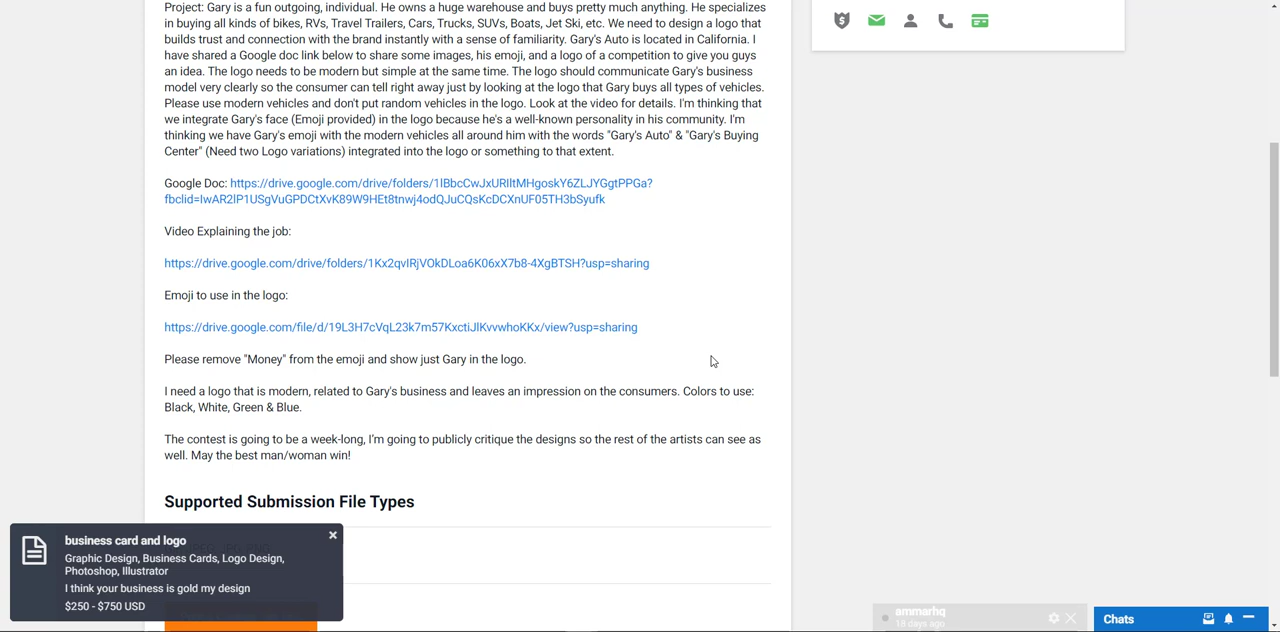 Project: Gary is a fun outgoing, individual. He owns a huge warehouse and buys pretty much anything. He specializes
in buying all kinds of bikes, RVs, Travel Trailers, Cars, Trucks, SUVs, Boats, Jet Ski, etc. We need to design a logo that
builds trust and connection with the brand instantly with a sense of familiarity. Gary's Auto is located in California. I
have shared a Google doc link below to share some images, his emoji, and a logo of a competition to give you guys
an idea. The logo needs to be modern but simple at the same time. The logo should communicate Gary's business
model very clearly so the consumer can tell right away just by looking at the logo that Gary buys all types of vehicles.
Please use modern vehicles and don't put random vehicles in the logo. Look at the video for details. I'm thinking that
we integrate Gary's face (Emoji provided) in the logo because he's a well-known personality in his community. I'm
thinking we have Gary's emoji with the modern vehicles all around him with the words "Gary's Auto" & "Gary's Buying
Center" (Need two Logo variations) integrated into the logo or something to that extent.
Google Doc: https://drive.google.com/drive/folders/1IBbcCwJxURIltMHgoskY6ZLJYGgtPPGa?
fbclid=IwAR2lP1USgVuGPDCtXvK89W9HEt8tnwj4odQJuCQsKcDCXnUF05TH3bSyufk
Video Explaining the job:
https://drive.google.com/drive/folders/1Kx2qvIRjVOkDLoa6K06xX7b8-4XgBTSH?usp=sharing
Emoji to use in the logo:
https://drive.google.com/file/d/19L3H7cVqL23k7m57KxctiJlKvvwhoKKx/view?usp=sharing
Please remove "Money" from the emoji and show just Gary in the logo.
I need a logo that is modern, related to Gary's business and leaves an impression on the consumers. Colors to use:
Black, White, Green & Blue.
The contest is going to be a week-long, I'm going to publicly critique the designs so the rest of the artists can see as
well. May the best man/woman win!
Supported Submission File Types
business card and logo
Graphic Design, Business Cards, Logo Design,
Photoshop, Illustrator
I think your business is gold my design
$250 - $750 USD
ammarhq
18 days ago
Chats